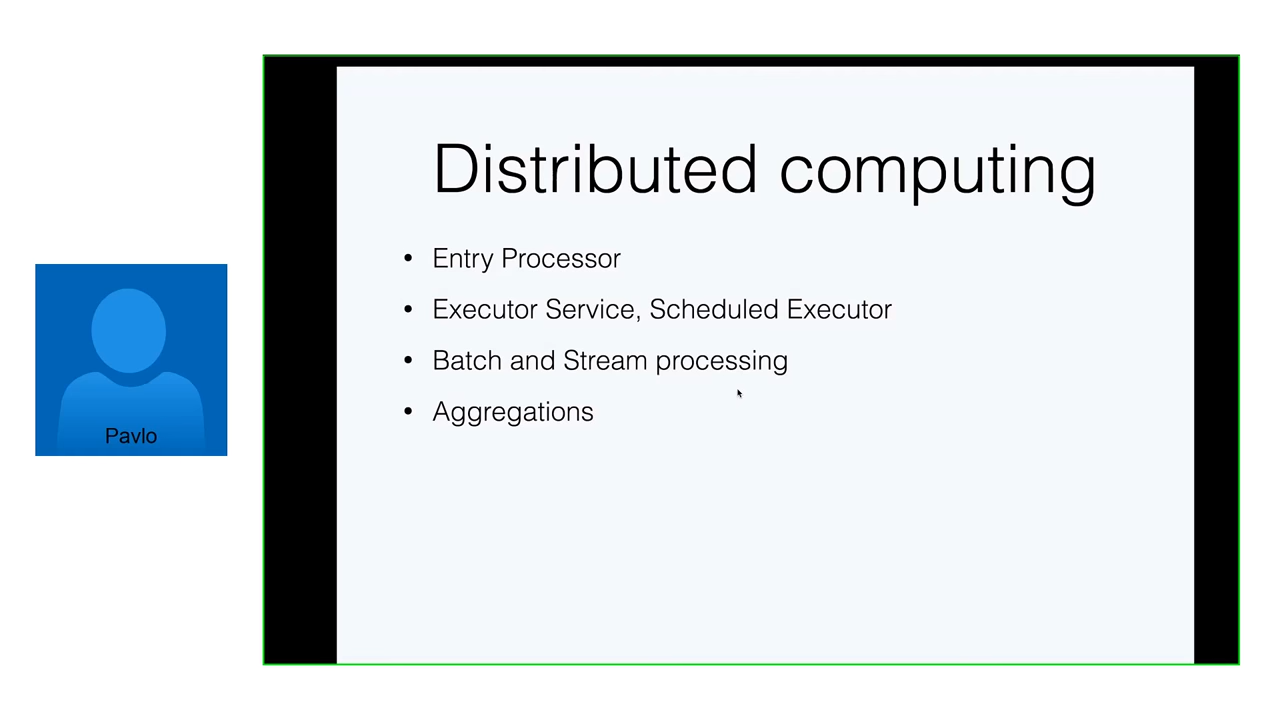 Distributed computing
• Entry Processor
• Executor Service, Scheduled Executor
• Batch and Stream processing
• Aggregations
Pavlo